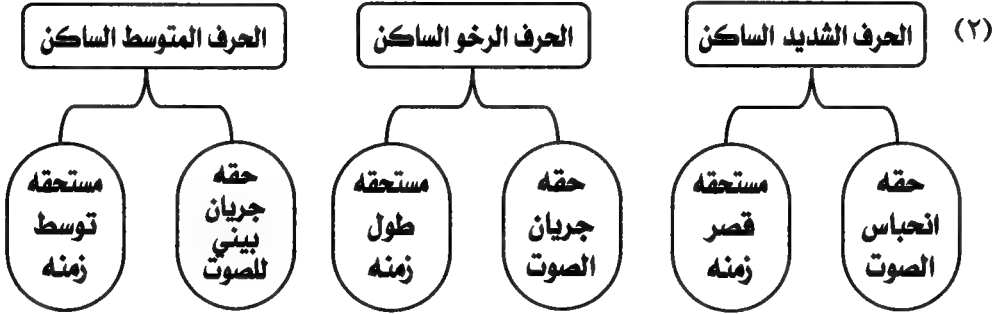 (٢)
الحرف الشديد الساكن
حقه
انحباس
الصوت
مستحقه
قصر
زمنه
الحرف الرخو الساكن
حقه
جريان
الصوت
مستحقه
طول
زمنه
الحرف المتوسط الساكن
حقه
جريان
بيني
للصوت
مستحقه
توسط
زمنه